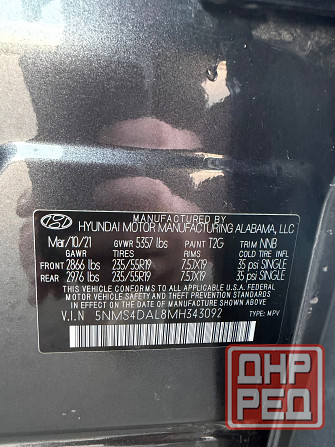 MANUFACTURED BY
HYUNDAI MOTOR MANUFACTURING ALABAMA, LLC
Mar/10/21 GVWR 5357 lbs PAINT T2G TRIM NNB
GAWR TIRES RIMS COLD TIRE INFL.PRESS.
FRONT 2866 lbs 235/55R19 7.5JX19 35 psi SINGLE
REAR 2976 lbs 235/55R19 7.5JX19 35 psi SINGLE
THIS VEHICLE CONFORMS TO ALL APPLICABLE U.S.A. FEDERAL
MOTOR VEHICLE SAFETY, BUMPER, AND THEFT PREVENTION STANDARDS
IN EFFECT ON THE DATE OF MANUFACTURE SHOWN ABOVE.
V.I.N 5NMS4DAL8MH343092
TYPE: MPV
ДНР
РЕД